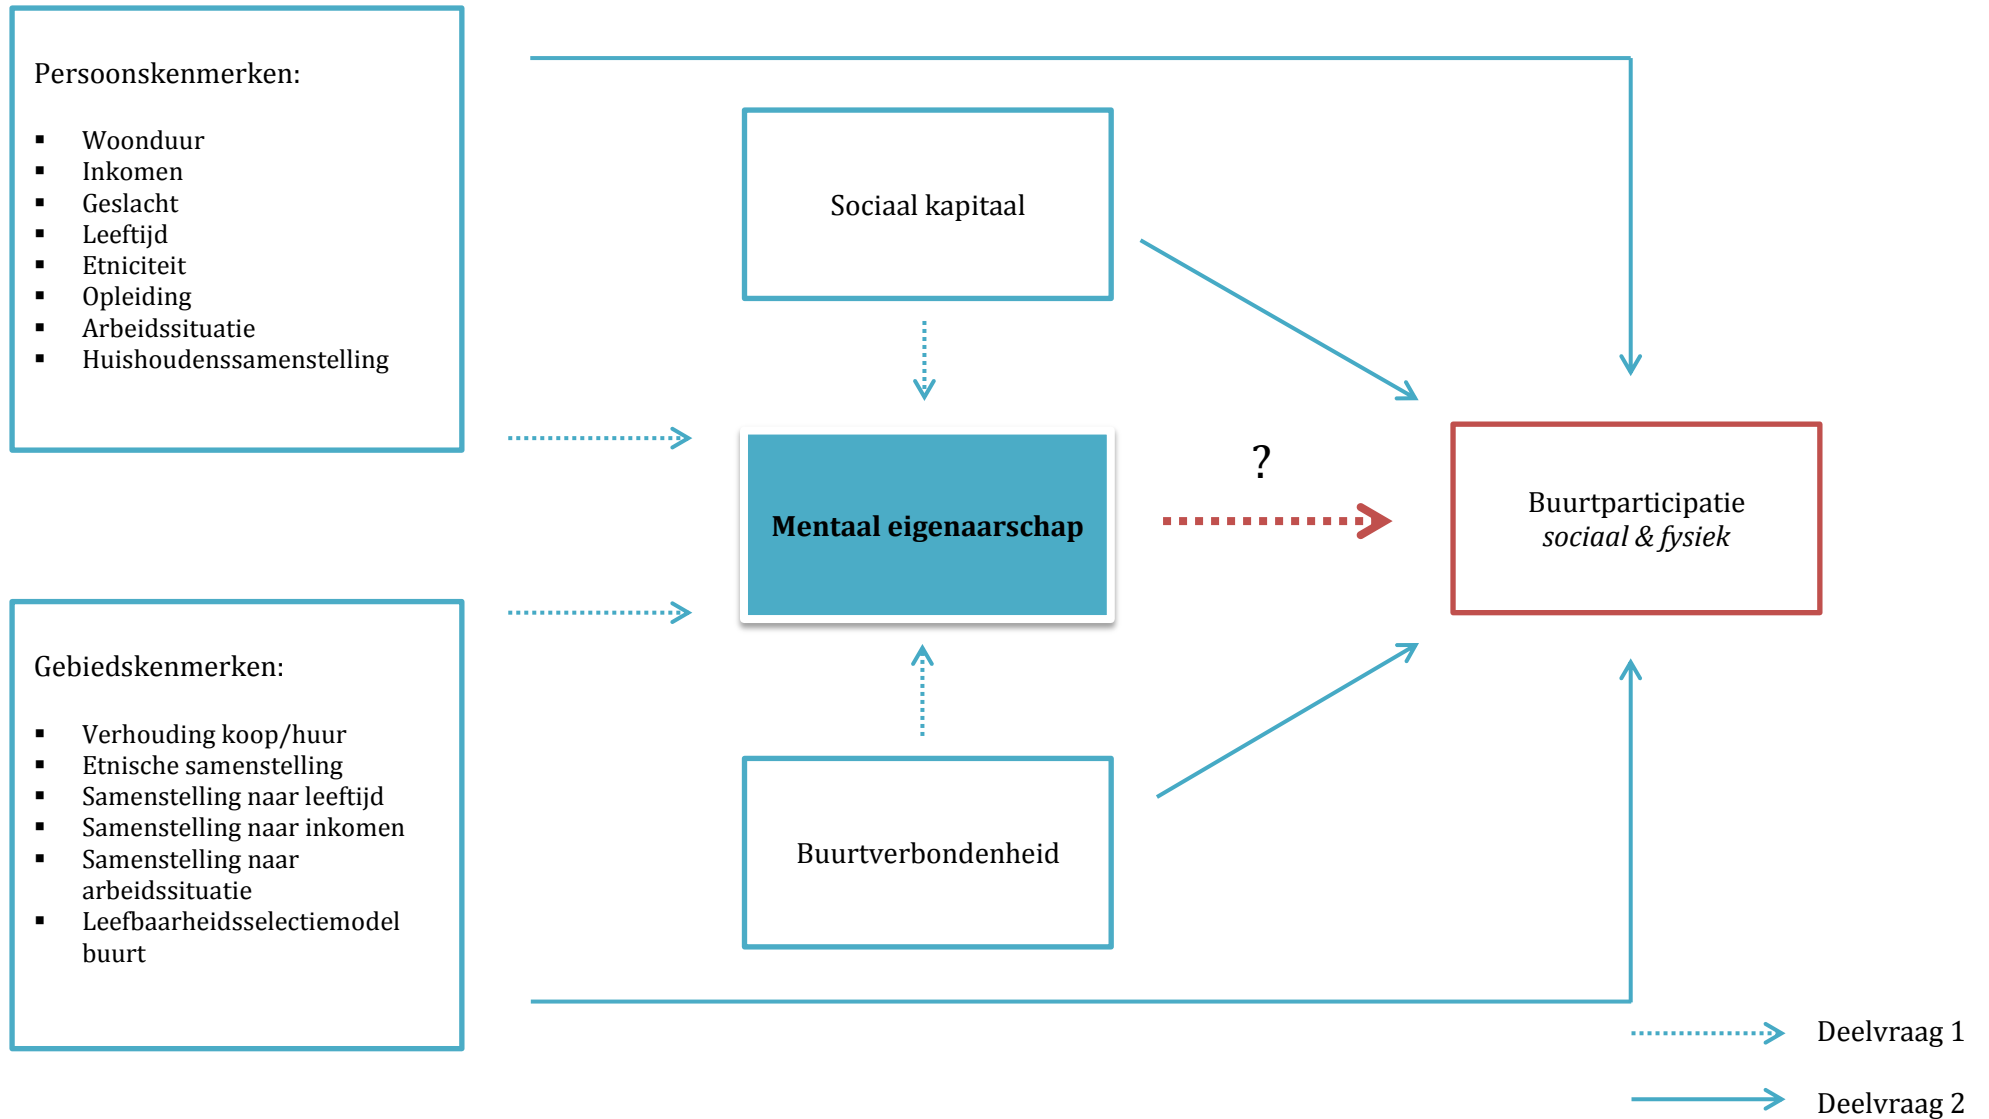 Persoonskenmerken:
▪ Woonduur
▪ Inkomen
▪ Geslacht
▪ Leeftijd
▪ Etniciteit
▪ Opleiding
▪ Arbeidssituatie
▪ Huishoudenssamenstelling
Gebiedskenmerken:
▪ Verhouding koop/huur
▪ Etnische samenstelling
▪ Samenstelling naar leeftijd
▪ Samenstelling naar inkomen
▪ Samenstelling naar
arbeidssituatie
▪ Leefbaarheidsselectiemodel
buurt
Sociaal kapitaal
Mentaal eigenaarschap
Buurtverbondenheid
?
Buurtparticipatie
sociaal & fysiek
Deelvraag 1
Deelvraag 2